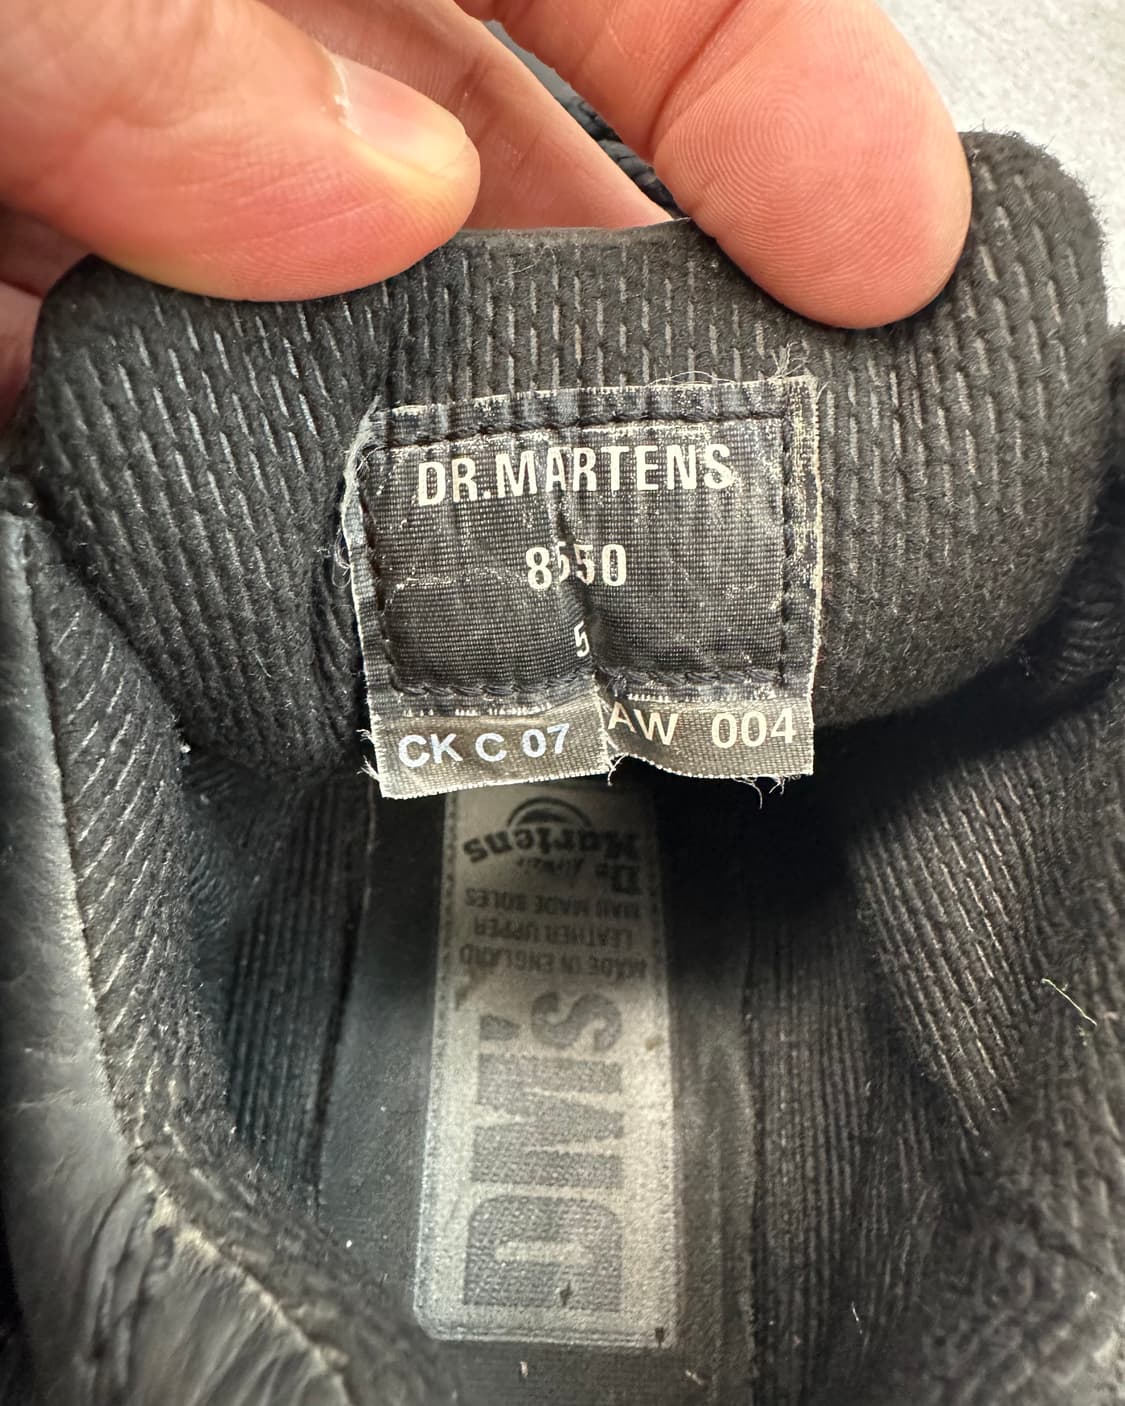 DR.MARTENS
8550
5
CK C 07 AW 004
MADE IN ENGLAND
LEATHER UPPER
MAN MADE SOLES
Dr Martens
DM'S